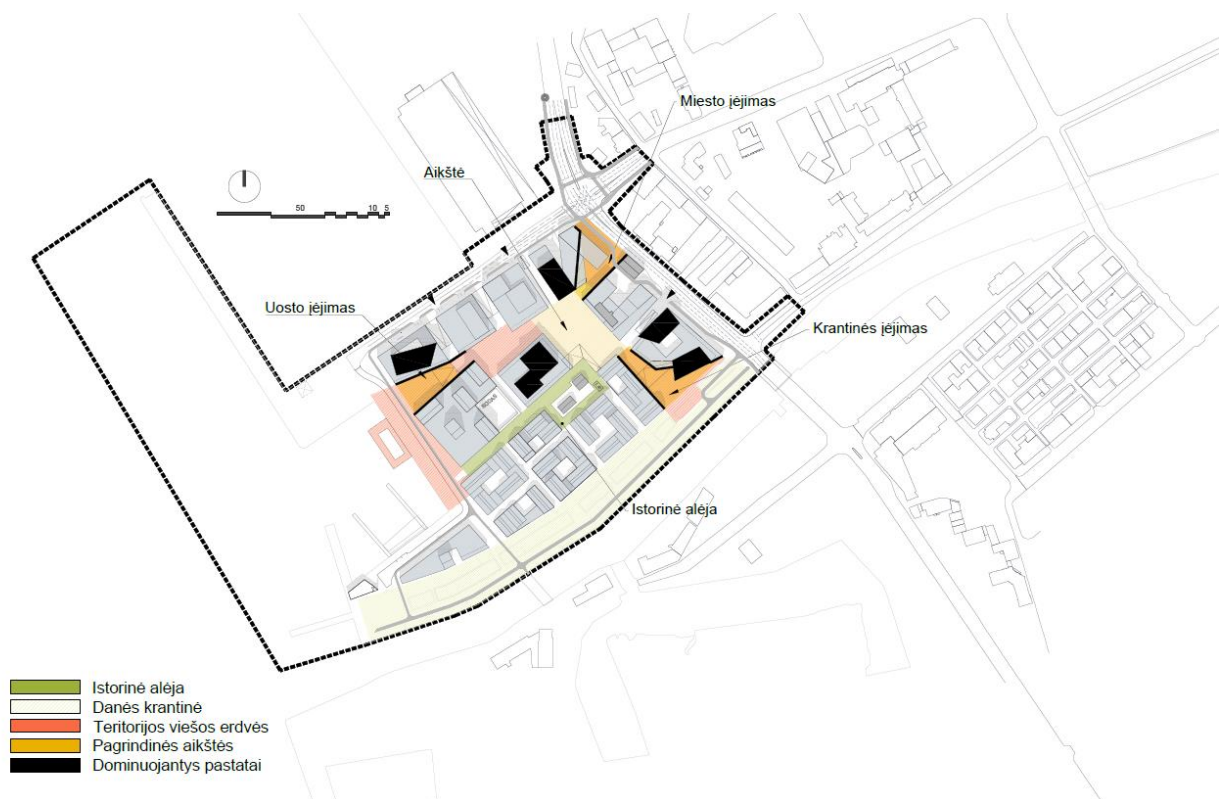 Miesto įėjimas
Aikštė
50 10 5
Uosto įėjimas
Krantinės įėjimas
Istorinė alėja
Istorinė alėja
Danės krantinė
Teritorijos viešos erdvės
Pagrindinės aikštės
Dominuojantys pastatai